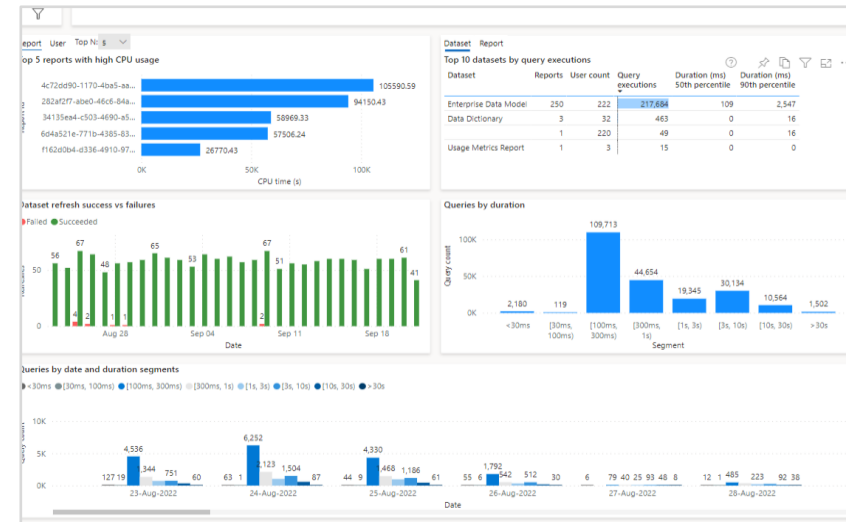 Report User Top N: 5
Top 5 reports with high CPU usage
4c72dd90-1170-4ba5-aa...
105590.59
282af2f7-abe0-46c6-84a...
94150.43
34135ea4-c503-4690-a5...
58969.33
6d4a521e-771b-4385-83...
57506.24
f162d0b4-d336-4910-97...
26770.43
0K 50K 100K
CPU time (s)
Dataset Report
Top 10 datasets by query executions
Dataset Reports User count Query executions Duration (ms) 50th percentile Duration (ms) 90th percentile
Enterprise Data Model 250 222 217,684 109 2,547
Data Dictionary 3 32 463 0 16
1 220 49 0 16
Usage Metrics Report 1 3 15 0 0
Dataset refresh success vs failures
Failed Succeeded
56 67 48 65 53 67 51 61 41
50
4 2 1 1 2
0
Aug 28 Sep 04 Sep 11 Sep 18
Date
Queries by duration
Query count
100K
50K
0K
2,180 119 109,713 44,654 19,345 30,134 10,564 1,502
<30ms [30ms, 100ms) [100ms, 300ms) [300ms, 1s) [1s, 3s) [3s, 10s) [10s, 30s) >30s
Segment
Queries by date and duration segments
<30ms [30ms, 100ms) [100ms, 300ms) [300ms, 1s) [1s, 3s) [3s, 10s) [10s, 30s) >30s
10K
5K
0K
127 19 4,536 1,344 751 60
63 1 6,252 2,123 1,504 87
44 9 4,330 1,468 1,186 61
55 6 1,792 542 512 30
6 79 40 25 93 48 8
12 1 485 223 92 38
23-Aug-2022 24-Aug-2022 25-Aug-2022 26-Aug-2022 27-Aug-2022 28-Aug-2022
Date